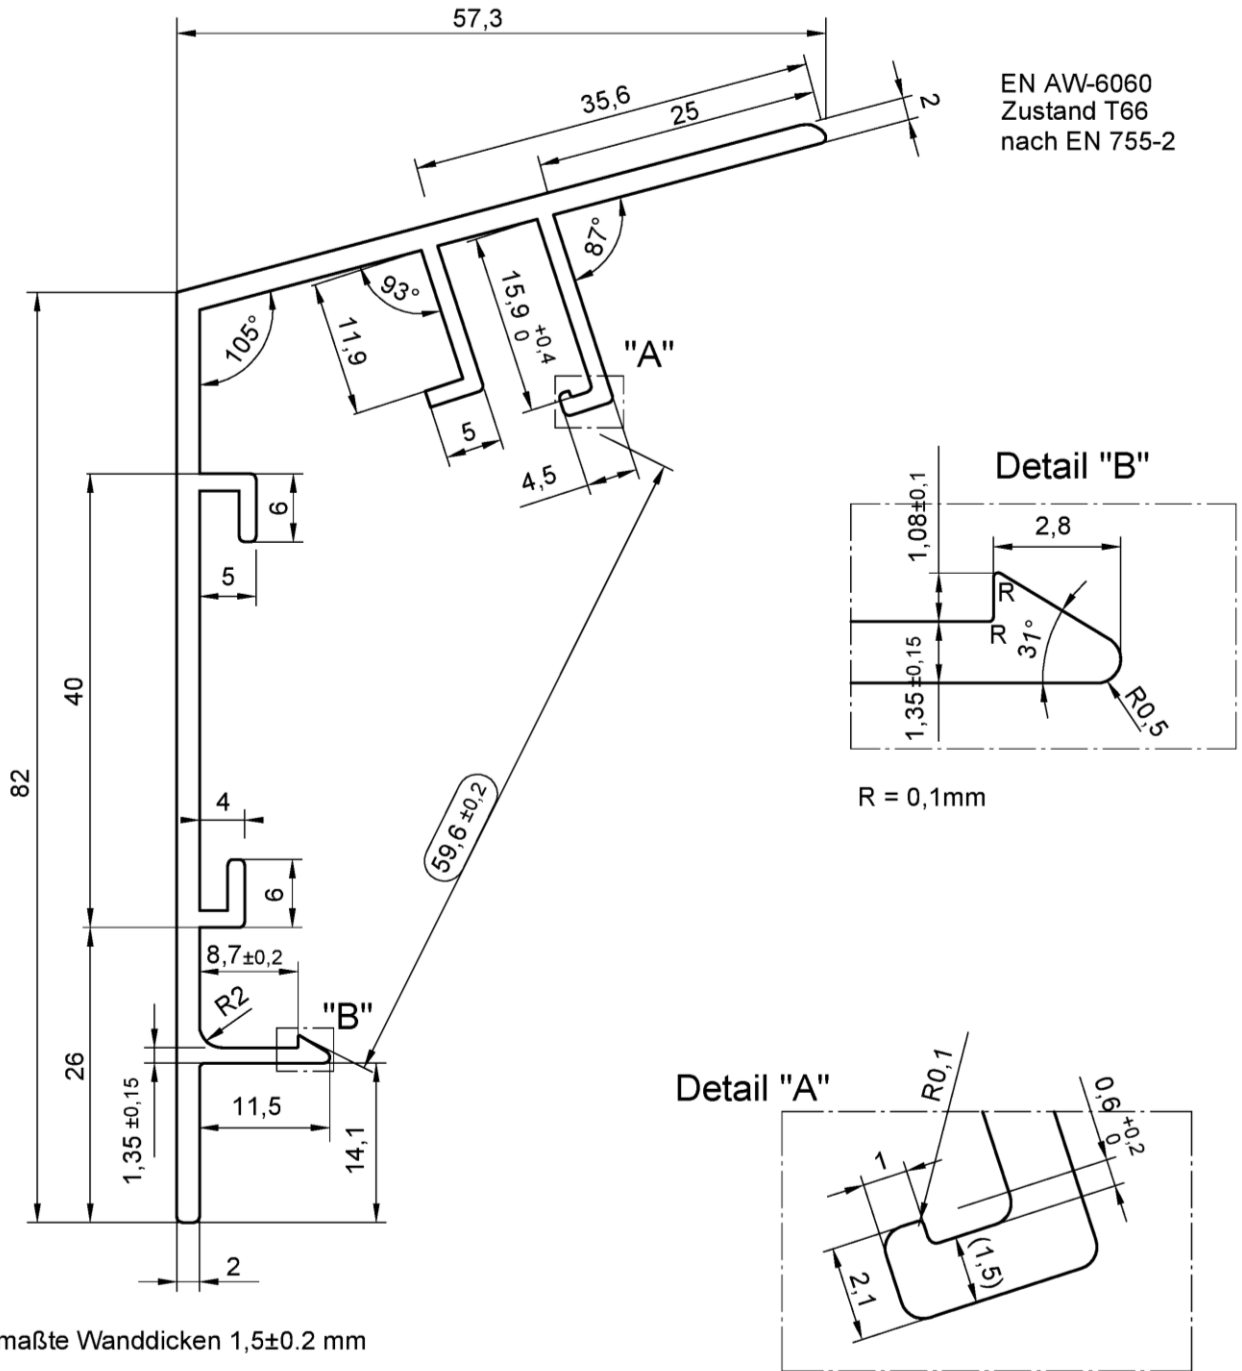 57,3
35,6
25
2
EN AW-6060
Zustand T66
nach EN 755-2
87°
93°
105°
11,9
15,9 +0,4 0
"A"
5
4,5
6
5
Detail "B"
1,08±0,1
2,8
R
R
31°
1,35 ±0,15
R0,5
R = 0,1mm
40
82
4
6
59,6 ±0,2
8,7±0,2
R2
"B"
26
1,35 ±0,15
11,5
14,1
2
Detail "A"
R0,1
0,6 +0,2 0
1
(1,5)
2,1
maßte Wanddicken 1,5±0.2 mm